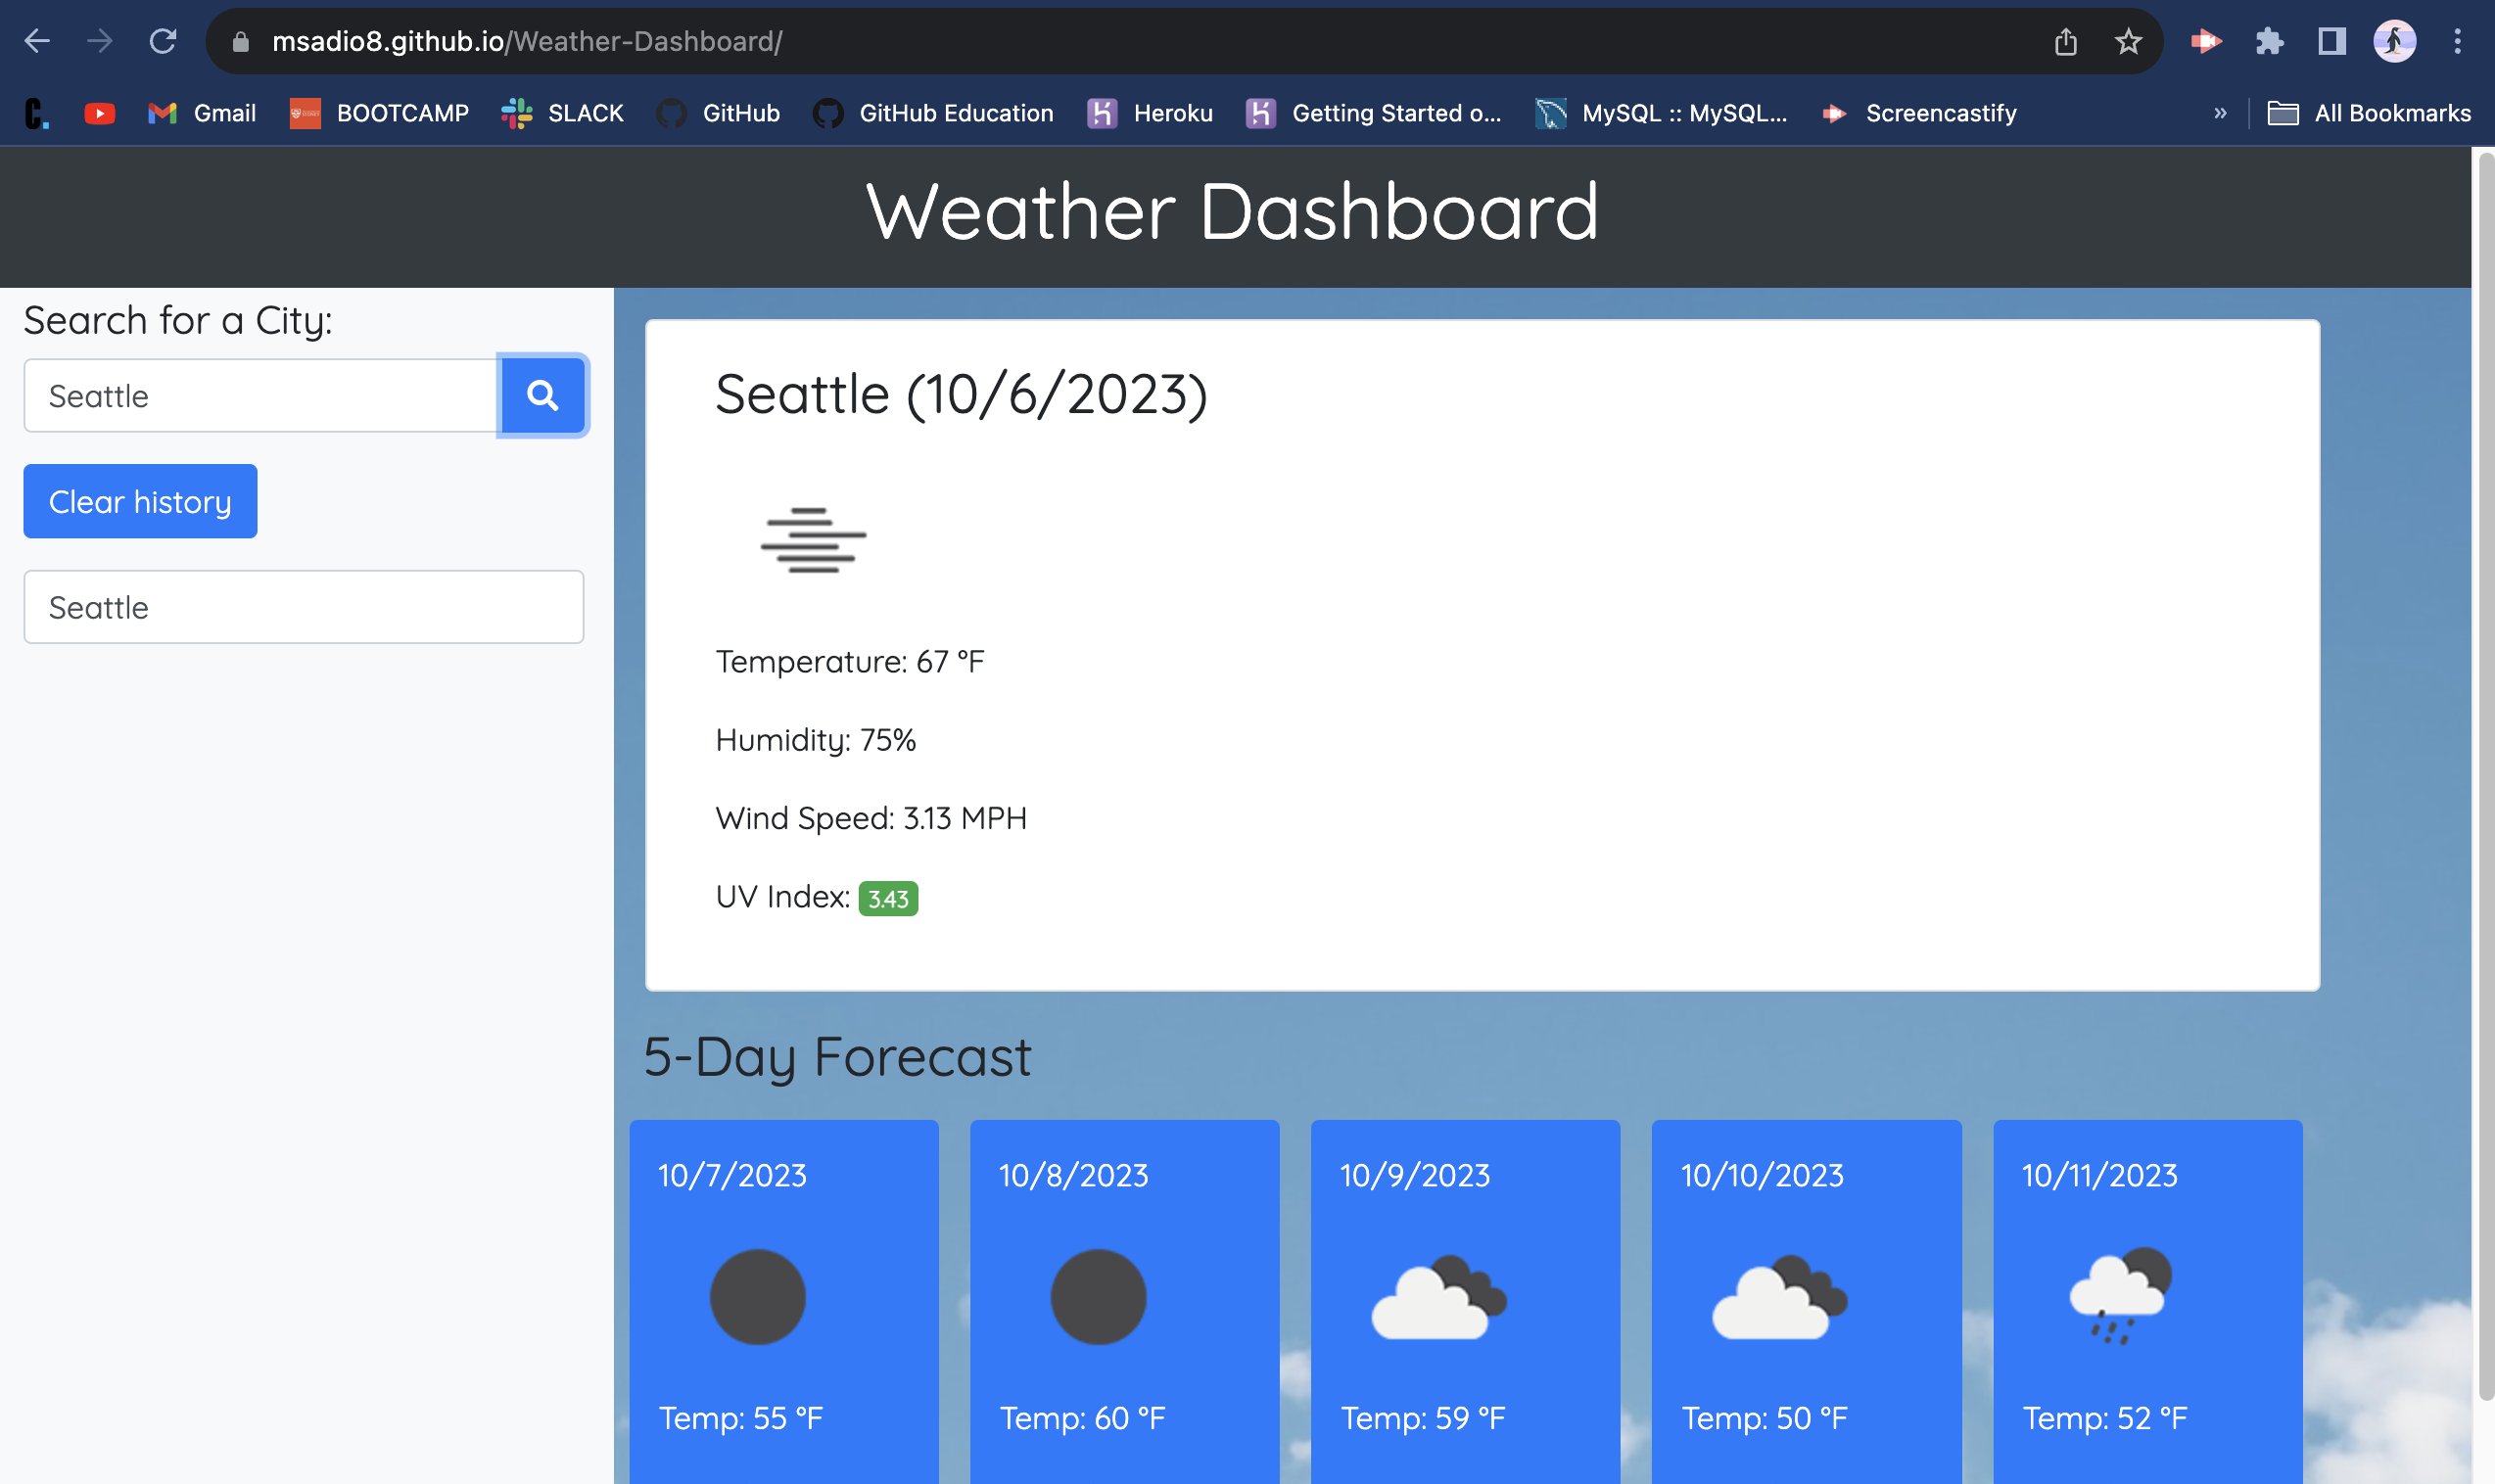 msadio8.github.io/Weather-Dashboard/
C. Gmail BOOTCAMP SLACK GitHub GitHub Education Heroku Getting Started o... MySQL :: MySQL... Screencastify » All Bookmarks
Weather Dashboard
Search for a City:
Seattle
Clear history
Seattle
Seattle (10/6/2023)
Temperature: 67 °F
Humidity: 75%
Wind Speed: 3.13 MPH
UV Index: 3.43
5-Day Forecast
10/7/2023 10/8/2023 10/9/2023 10/10/2023 10/11/2023
Temp: 55 °F Temp: 60 °F Temp: 59 °F Temp: 50 °F Temp: 52 °F